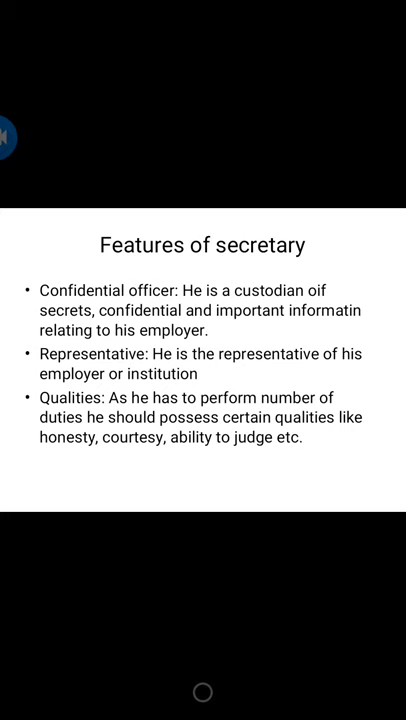 Features of secretary
• Confidential officer: He is a custodian oif
secrets, confidential and important informatin
relating to his employer.
• Representative: He is the representative of his
employer or institution
• Qualities: As he has to perform number of
duties he should possess certain qualities like
honesty, courtesy, ability to judge etc.